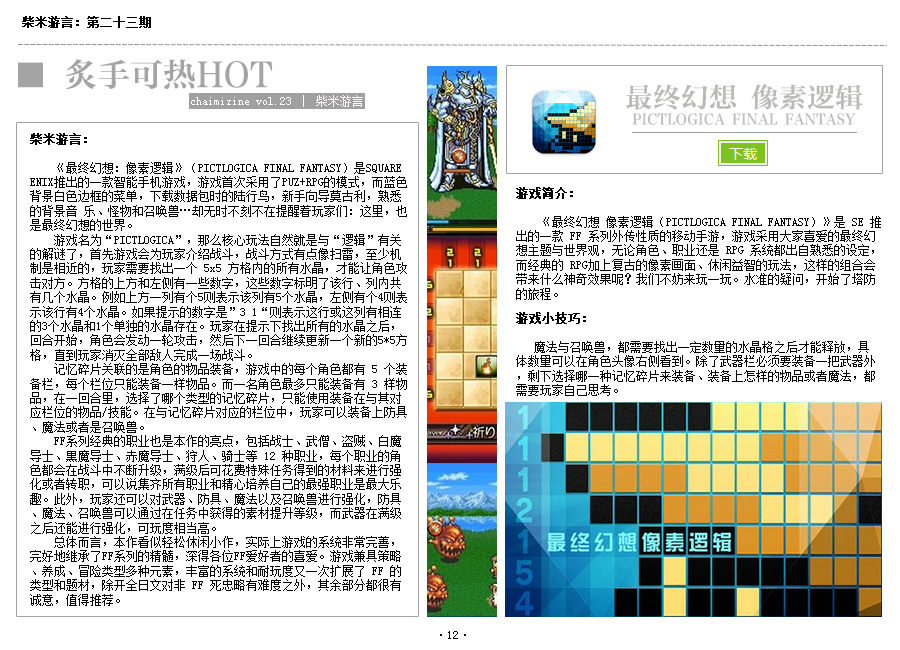 柴米游言：第二十三期
炙手可热HOT
chaimizine vol.23 | 柴米游言
柴米游言：
《最终幻想：像素逻辑》（PICTLOGICA FINAL FANTASY）是SQUARE
ENIX推出的一款智能手机游戏，游戏首次采用了PUZ+RPG的模式，而蓝色
背景白色边框的菜单，下载数据包时的陆行鸟，新手向导莫古利，熟悉
的背景音 乐、怪物和召唤兽…却无时不刻不在提醒着玩家们：这里，也
是最终幻想的世界。
游戏名为“PICTLOGICA”，那么核心玩法自然就是与“逻辑”有关
的解谜了，首先游戏会为玩家介绍战斗，战斗方式有点像扫雷，至少机
制是相近的，玩家需要找出一个 5x5 方格内的所有水晶，才能让角色攻
击对方。方格的上方和左侧有一些数字，这些数字标明了该行、列内共
有几个水晶。例如上方一列有个5则表示该列有5个水晶，左侧有个4则表
示该行有4个水晶。如果提示的数字是”3 1“则表示这行或这列有相连
的3个水晶和1个单独的水晶存在。玩家在提示下找出所有的水晶之后，
回合开始，角色会发动一轮攻击，然后下一回合继续更新一个新的5*5方
格，直到玩家消灭全部敌人完成一场战斗。
记忆碎片关联的是角色的物品装备，游戏中的每个角色都有 5 个装
备栏，每个栏位只能装备一样物品。而一名角色最多只能装备有 3 样物
品，在一回合里，选择了哪个类型的记忆碎片，只能使用装备在与其对
应栏位的物品/技能。在与记忆碎片对应的栏位中，玩家可以装备上防具
、魔法或者是召唤兽。
FF系列经典的职业也是本作的亮点，包括战士、武僧、盗贼、白魔
导士、黑魔导士、赤魔导士、狩人、骑士等 12 种职业，每个职业的角
色都会在战斗中不断升级，满级后可花费特殊任务得到的材料来进行强
化或者转职，可以说集齐所有职业和精心培养自己的最强职业是最大乐
趣。此外，玩家还可以对武器、防具、魔法以及召唤兽进行强化，防具
、魔法、召唤兽可以通过在任务中获得的素材提升等级，而武器在满级
之后还能进行强化，可玩度相当高。
总体而言，本作看似轻松休闲小作，实际上游戏的系统非常完善，
完好地继承了FF系列的精髓，深得各位FF爱好者的喜爱。游戏兼具策略
、养成、冒险类型多种元素，丰富的系统和耐玩度又一次扩展了 FF 的
类型和题材，除开全日文对非 FF 死忠略有难度之外，其余部分都很有
诚意，值得推荐。
2 2
1 1
祈り
最终幻想 像素逻辑
PICTLOGICA FINAL FANTASY
下载
游戏简介：
《最终幻想 像素逻辑（PICTLOGICA FINAL FANTASY）》是 SE 推
出的一款 FF 系列外传性质的移动手游，游戏采用大家喜爱的最终幻
想主题与世界观，无论角色、职业还是 RPG 系统都出自熟悉的设定，
而经典的 RPG加上复古的像素画面、休闲益智的玩法，这样的组合会
带来什么神奇效果呢？我们不妨来玩一玩。水准的疑问，开始了塔防
的旅程。
游戏小技巧：
魔法与召唤兽，都需要找出一定数量的水晶格之后才能释放，具
体数量可以在角色头像右侧看到。除了武器栏必须要装备一把武器外
，剩下选择哪一种记忆碎片来装备、装备上怎样的物品或者魔法，都
需要玩家自己思考。
1
1
1
2
1
5
4
最终幻想像素逻辑
·12·